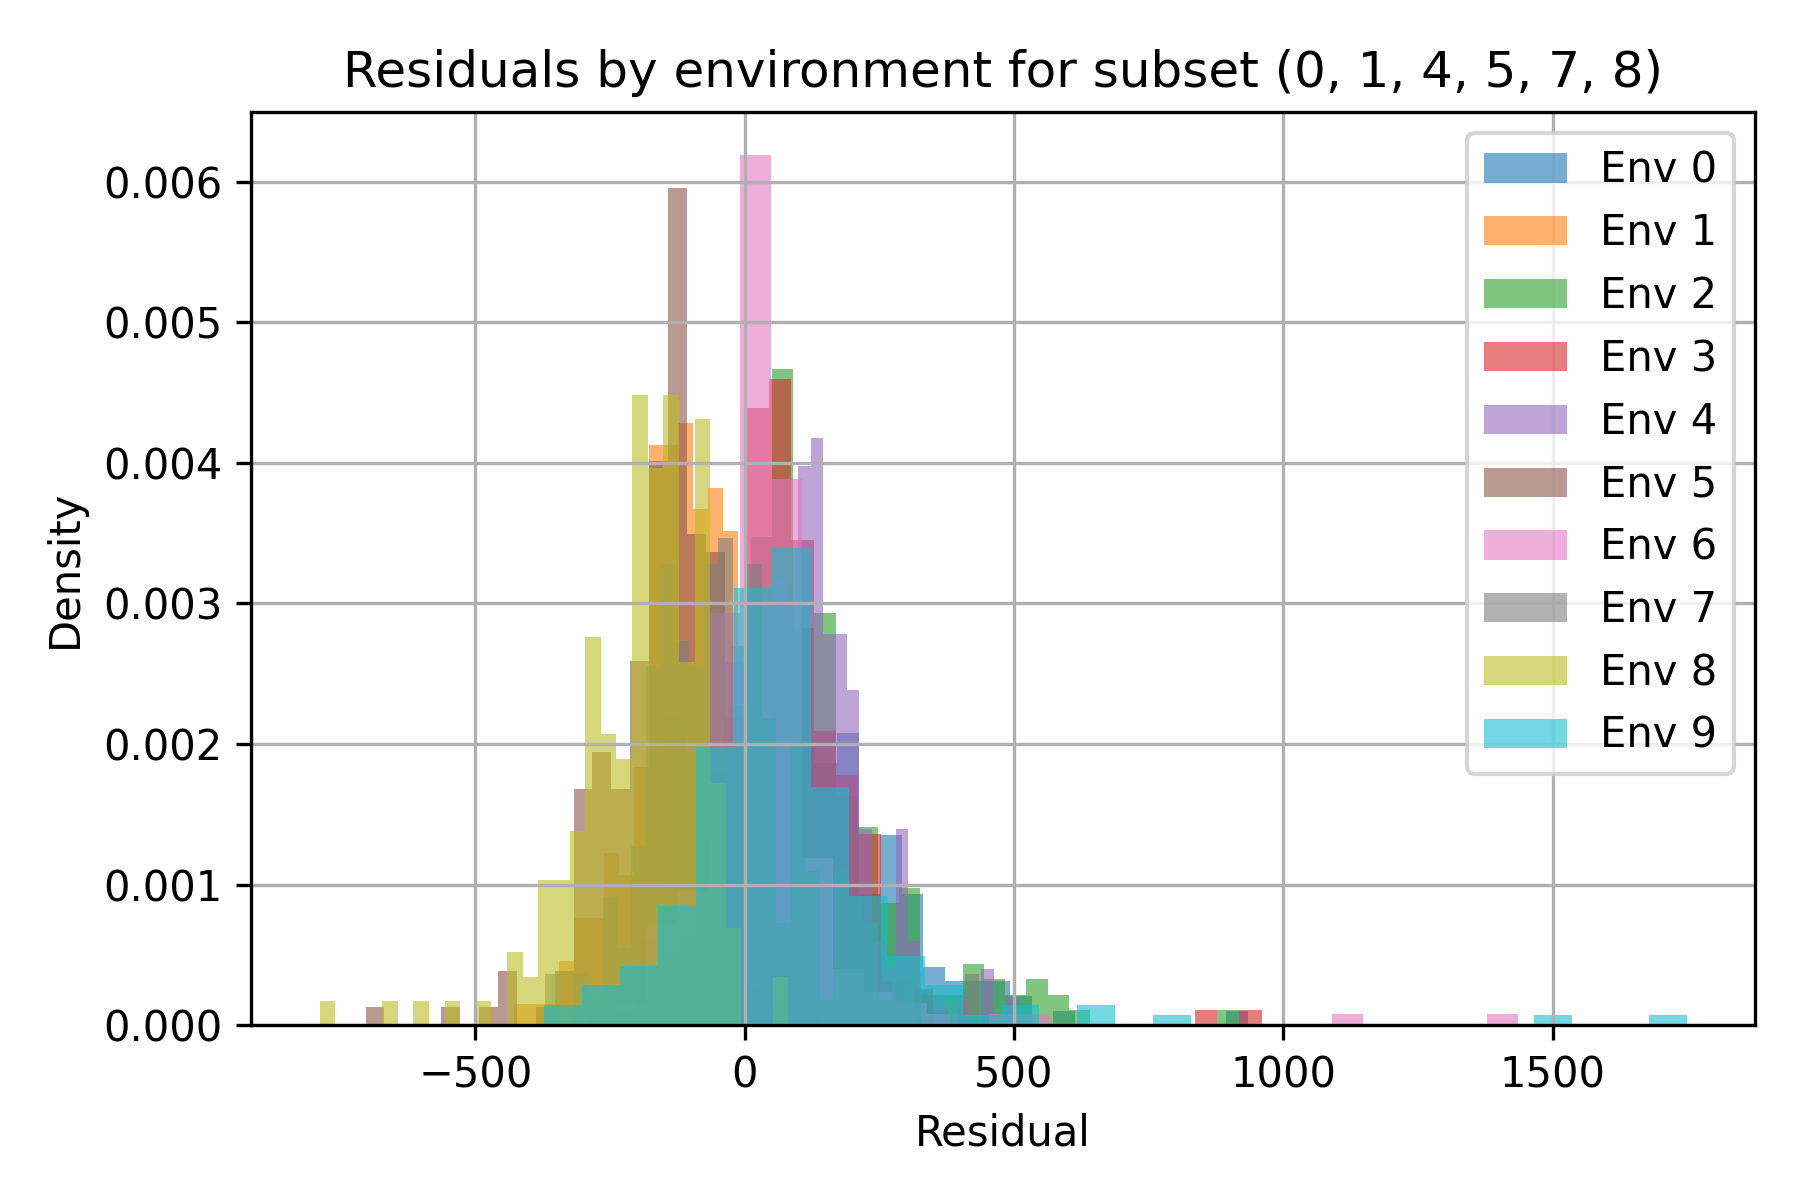 Residuals by environment for subset (0, 1, 4, 5, 7, 8)
Density
0.006
0.005
0.004
0.003
0.002
0.001
0.000
−500
0
500
1000
1500
Residual
Env 0
Env 1
Env 2
Env 3
Env 4
Env 5
Env 6
Env 7
Env 8
Env 9